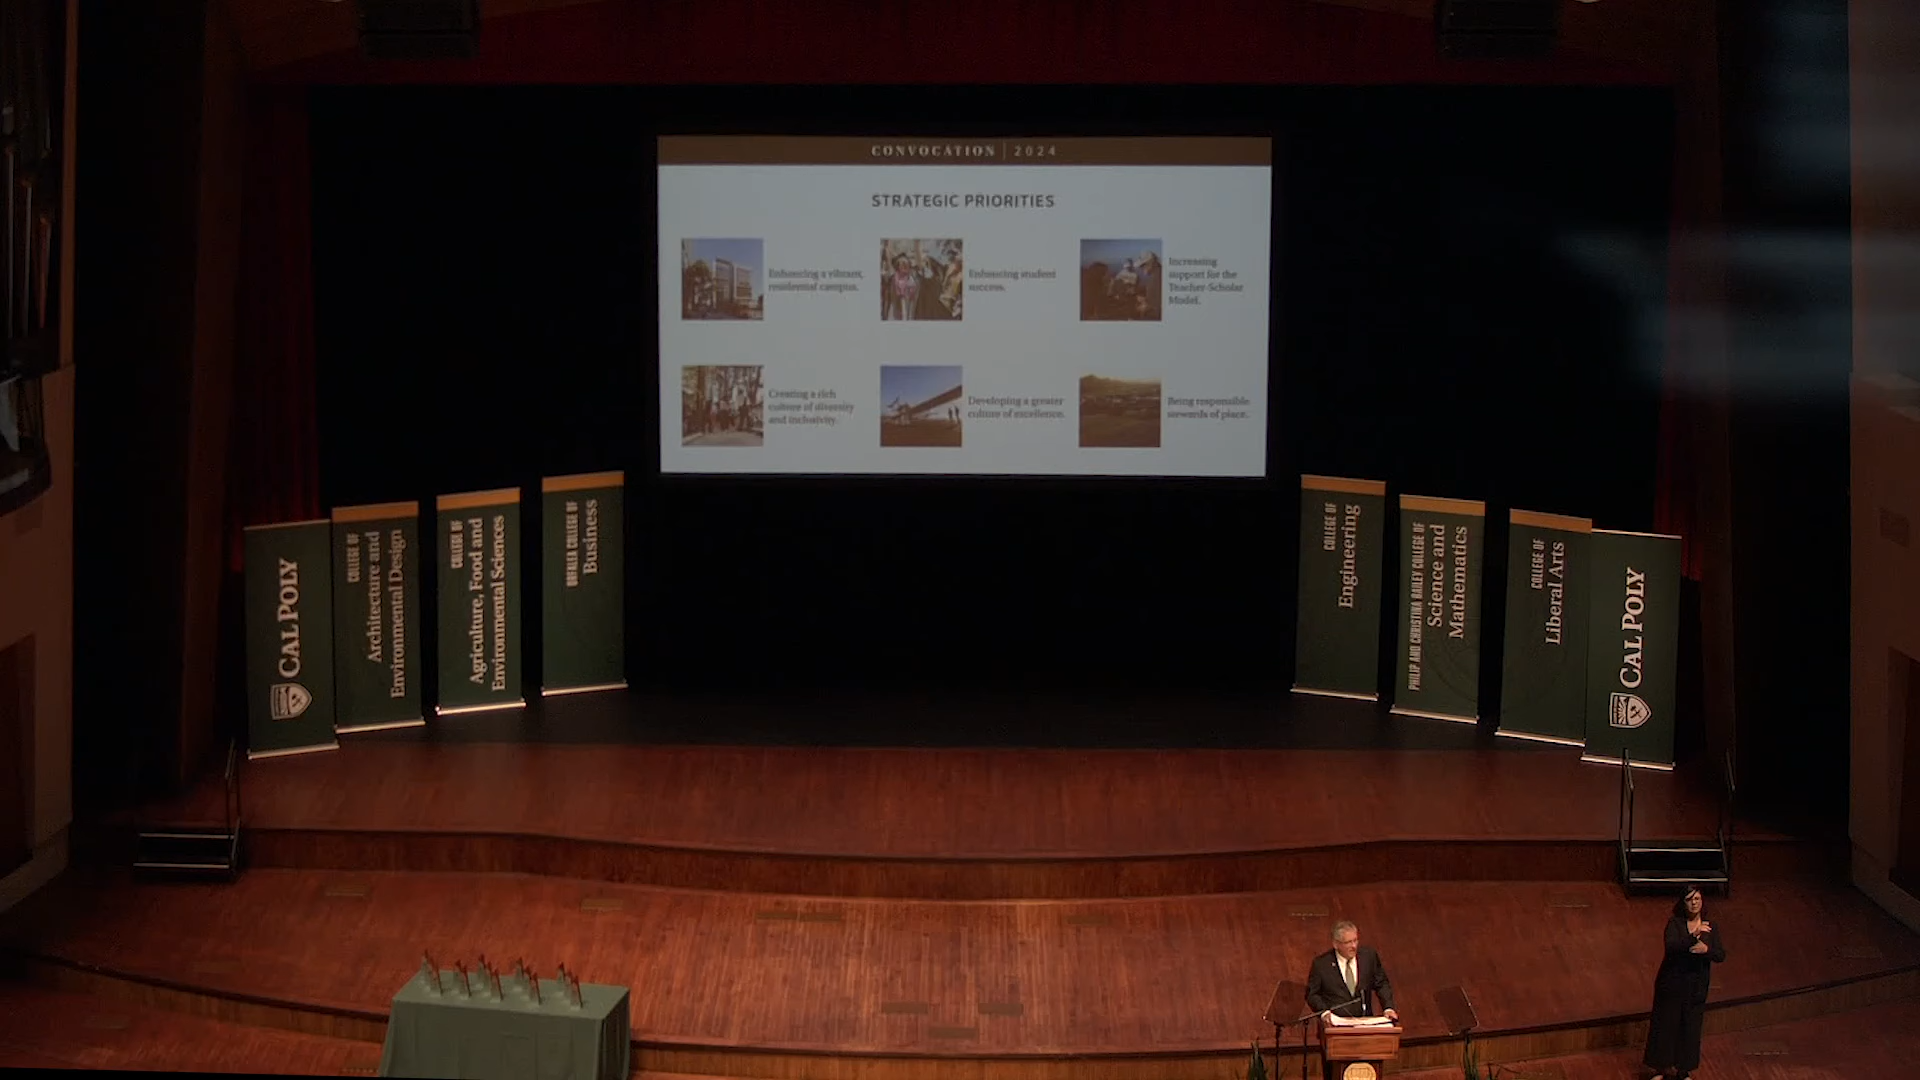 CONVOCATION | 2024
STRATEGIC PRIORITIES
Enhancing a vibrant,
residential campus.
Enhancing student
success.
Increasing
support for the
Teacher-Scholar
Model.
Creating a rich
culture of diversity
and inclusivity.
Developing a greater
culture of excellence.
Being responsible
stewards of place.
CAL POLY
COLLEGE OF
Architecture and
Environmental Design
COLLEGE OF
Agriculture, Food and
Environmental Sciences
ORFALEA COLLEGE OF
Business
COLLEGE OF
Engineering
PHILIP AND CHRISTINA BAILEY COLLEGE OF
Science and
Mathematics
COLLEGE OF
Liberal Arts
CAL POLY